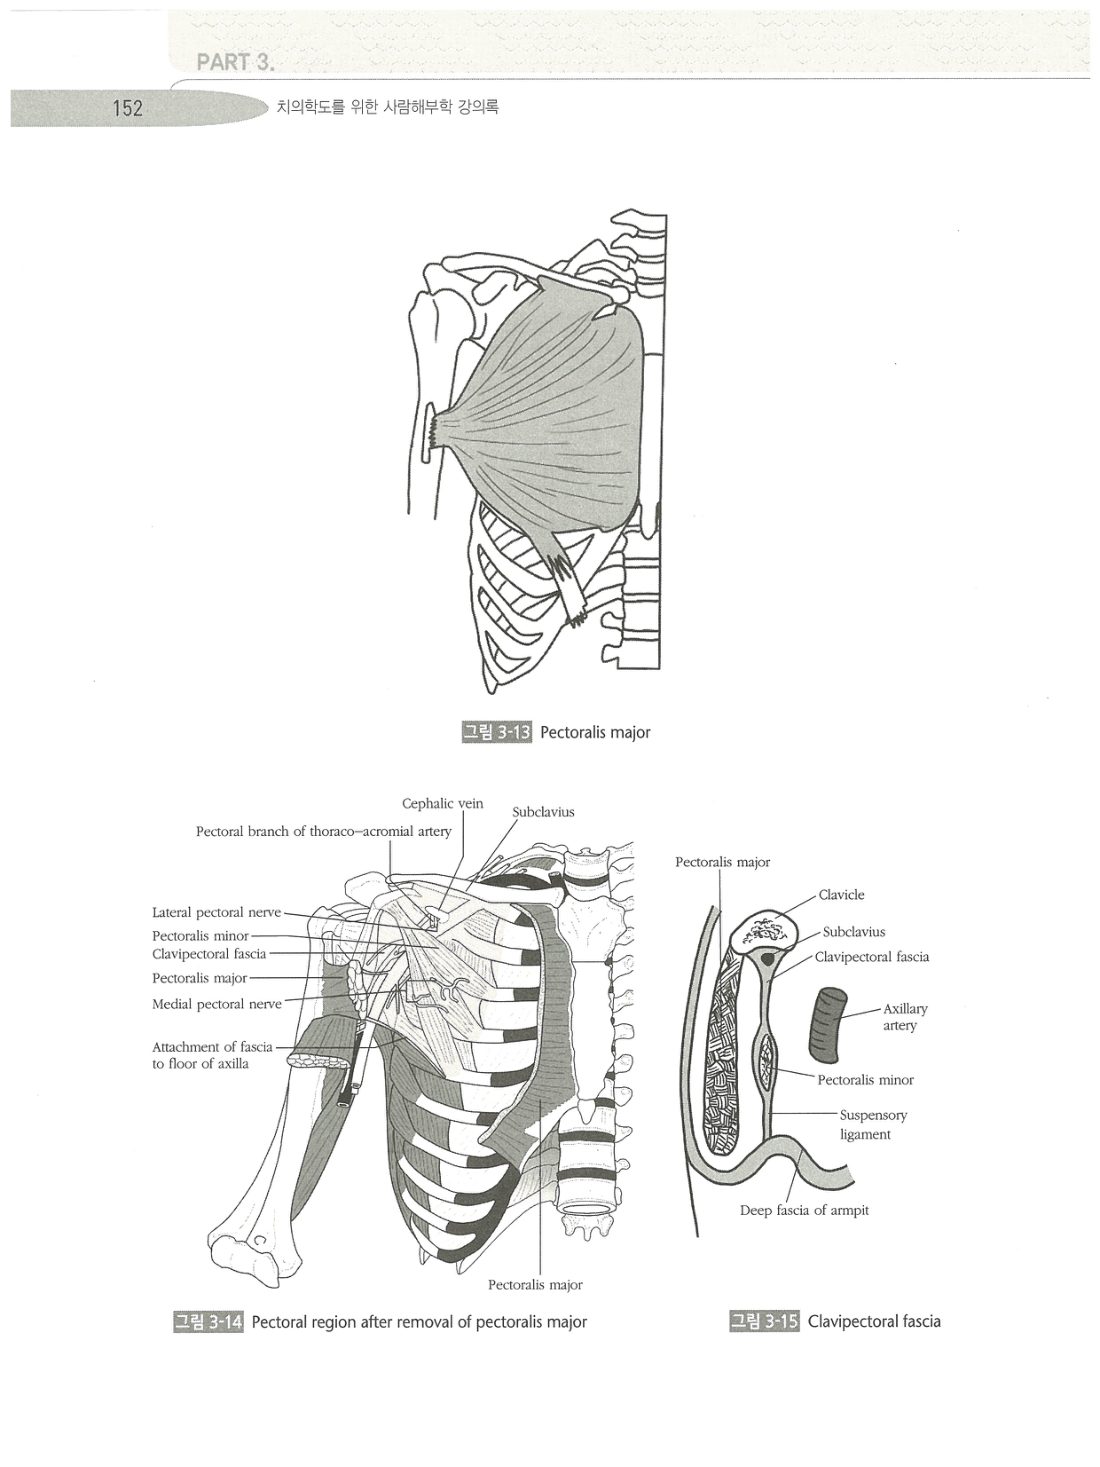 PART 3.
152
치의학도를 위한 사람해부학 강의록
그림 3-13 Pectoralis major
Cephalic vein
Subclavius
Pectoral branch of thoraco-acromial artery
Lateral pectoral nerve
Pectoralis minor
Clavipectoral fascia
Pectoralis major
Medial pectoral nerve
Attachment of fascia
to floor of axilla
Pectoralis major
그림 3-14 Pectoral region after removal of pectoralis major
Pectoralis major
Clavicle
Subclavius
Clavipectoral fascia
Axillary
artery
Pectoralis minor
Suspensory
ligament
Deep fascia of armpit
그림 3-15 Clavipectoral fascia